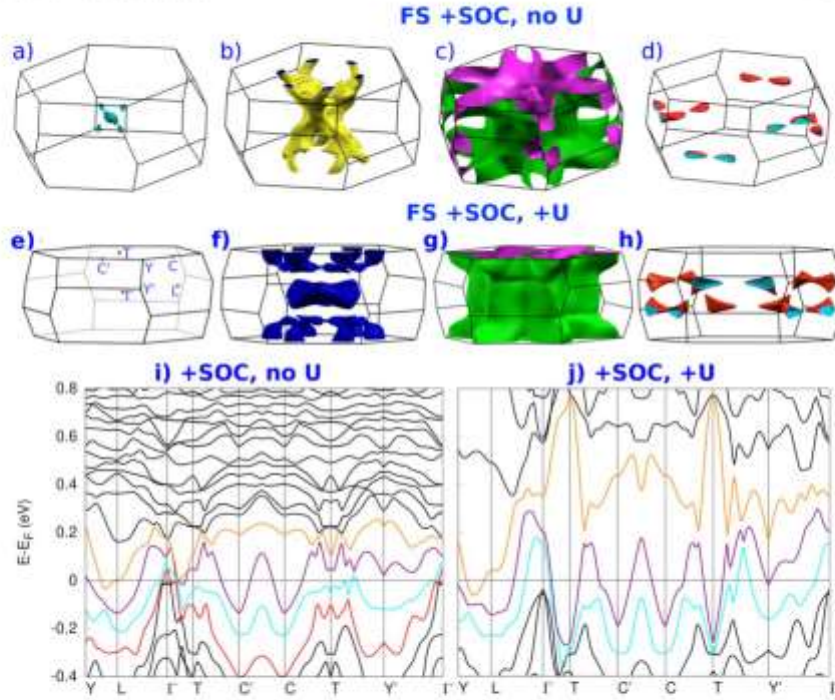 FS +SOC, no U
a) b) c) d)
FS +SOC, +U
e) f) g) h)
C' Y C
Y'
i) +SOC, no U j) +SOC, +U
0.8
0.6
0.4
0.2
0
-0.2
-0.4
E-E_F (eV)
Y L Γ T C' C T Y' Γ Y L Γ T C' C T Y'